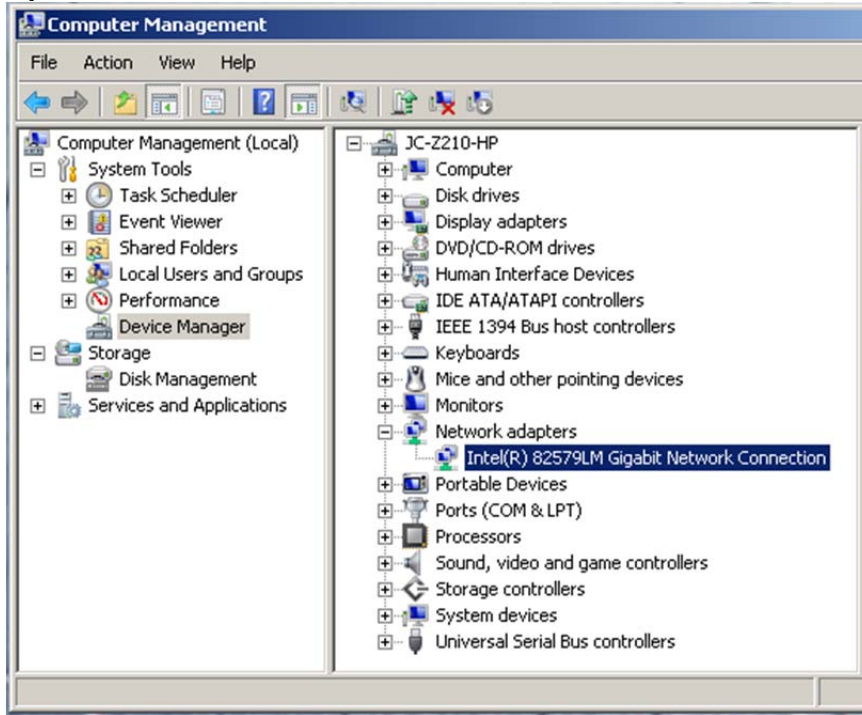 Computer Management
File Action View Help
Computer Management (Local)
System Tools
Task Scheduler
Event Viewer
Shared Folders
Local Users and Groups
Performance
Device Manager
Storage
Disk Management
Services and Applications
JC-Z210-HP
Computer
Disk drives
Display adapters
DVD/CD-ROM drives
Human Interface Devices
IDE ATA/ATAPI controllers
IEEE 1394 Bus host controllers
Keyboards
Mice and other pointing devices
Monitors
Network adapters
Intel(R) 82579LM Gigabit Network Connection
Portable Devices
Ports (COM & LPT)
Processors
Sound, video and game controllers
Storage controllers
System devices
Universal Serial Bus controllers